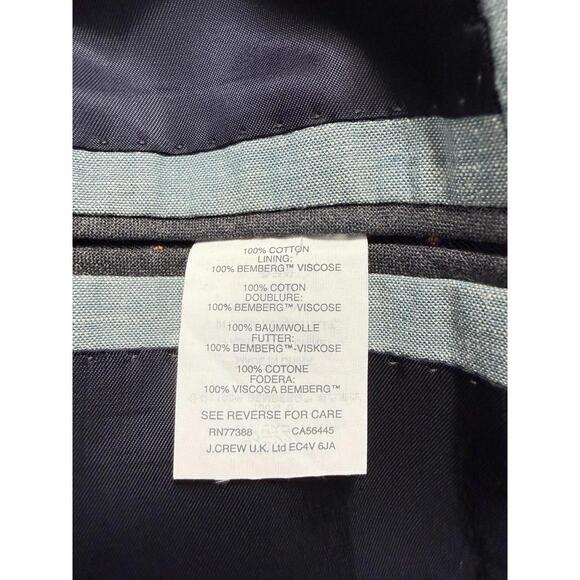 100% COTTON
LINING:
100% BEMBERG™ VISCOSE
100% COTON
DOUBLURE:
100% BEMBERG™ VISCOSE
100% BAUMWOLLE
FUTTER:
100% BEMBERG™-VISKOSE
100% COTONE
FODERA:
100% VISCOSA BEMBERG™
SEE REVERSE FOR CARE
RN77388 CA56445
J.CREW U.K. Ltd EC4V 6JA